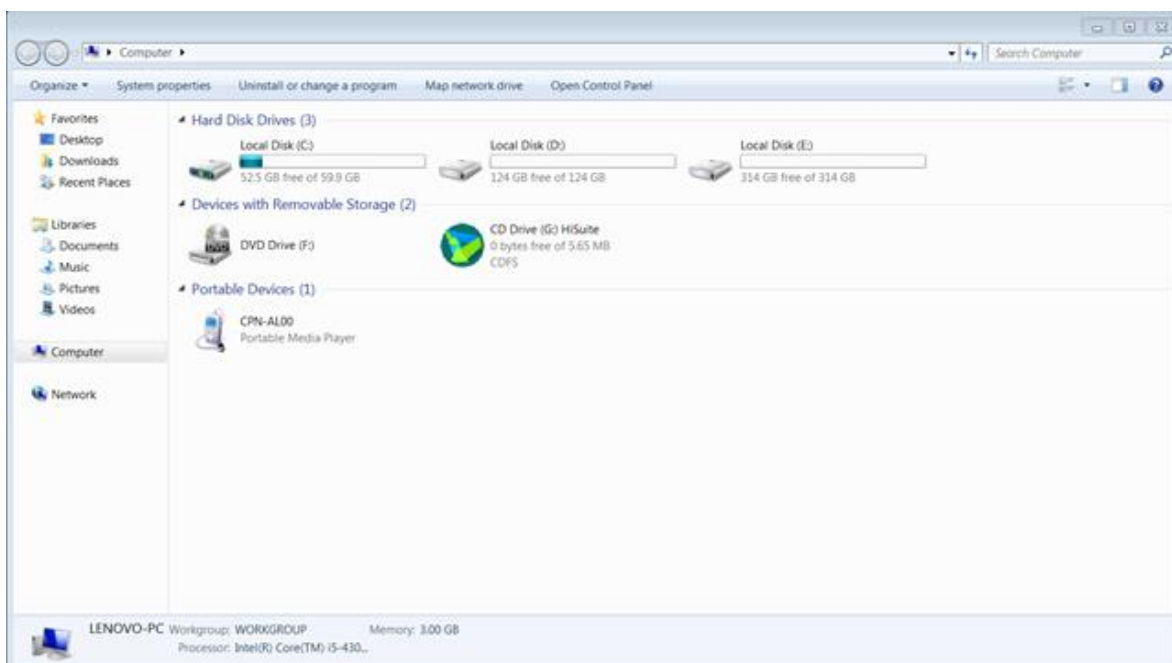 Computer
Search Computer
Organize
System properties
Uninstall or change a program
Map network drive
Open Control Panel
Favorites
Desktop
Downloads
Recent Places
Libraries
Documents
Music
Pictures
Videos
Computer
Network
Hard Disk Drives (3)
Local Disk (C:)
52.5 GB free of 59.9 GB
Local Disk (D:)
124 GB free of 124 GB
Local Disk (E:)
314 GB free of 314 GB
Devices with Removable Storage (2)
DVD Drive (F:)
CD Drive (G:) HiSuite
0 bytes free of 5.65 MB
CDFS
Portable Devices (1)
CPN-AL00
Portable Media Player
LENOVO-PC Workgroup: WORKGROUP Memory: 3.00 GB
Processor: Intel(R) Core(TM) i5-430...